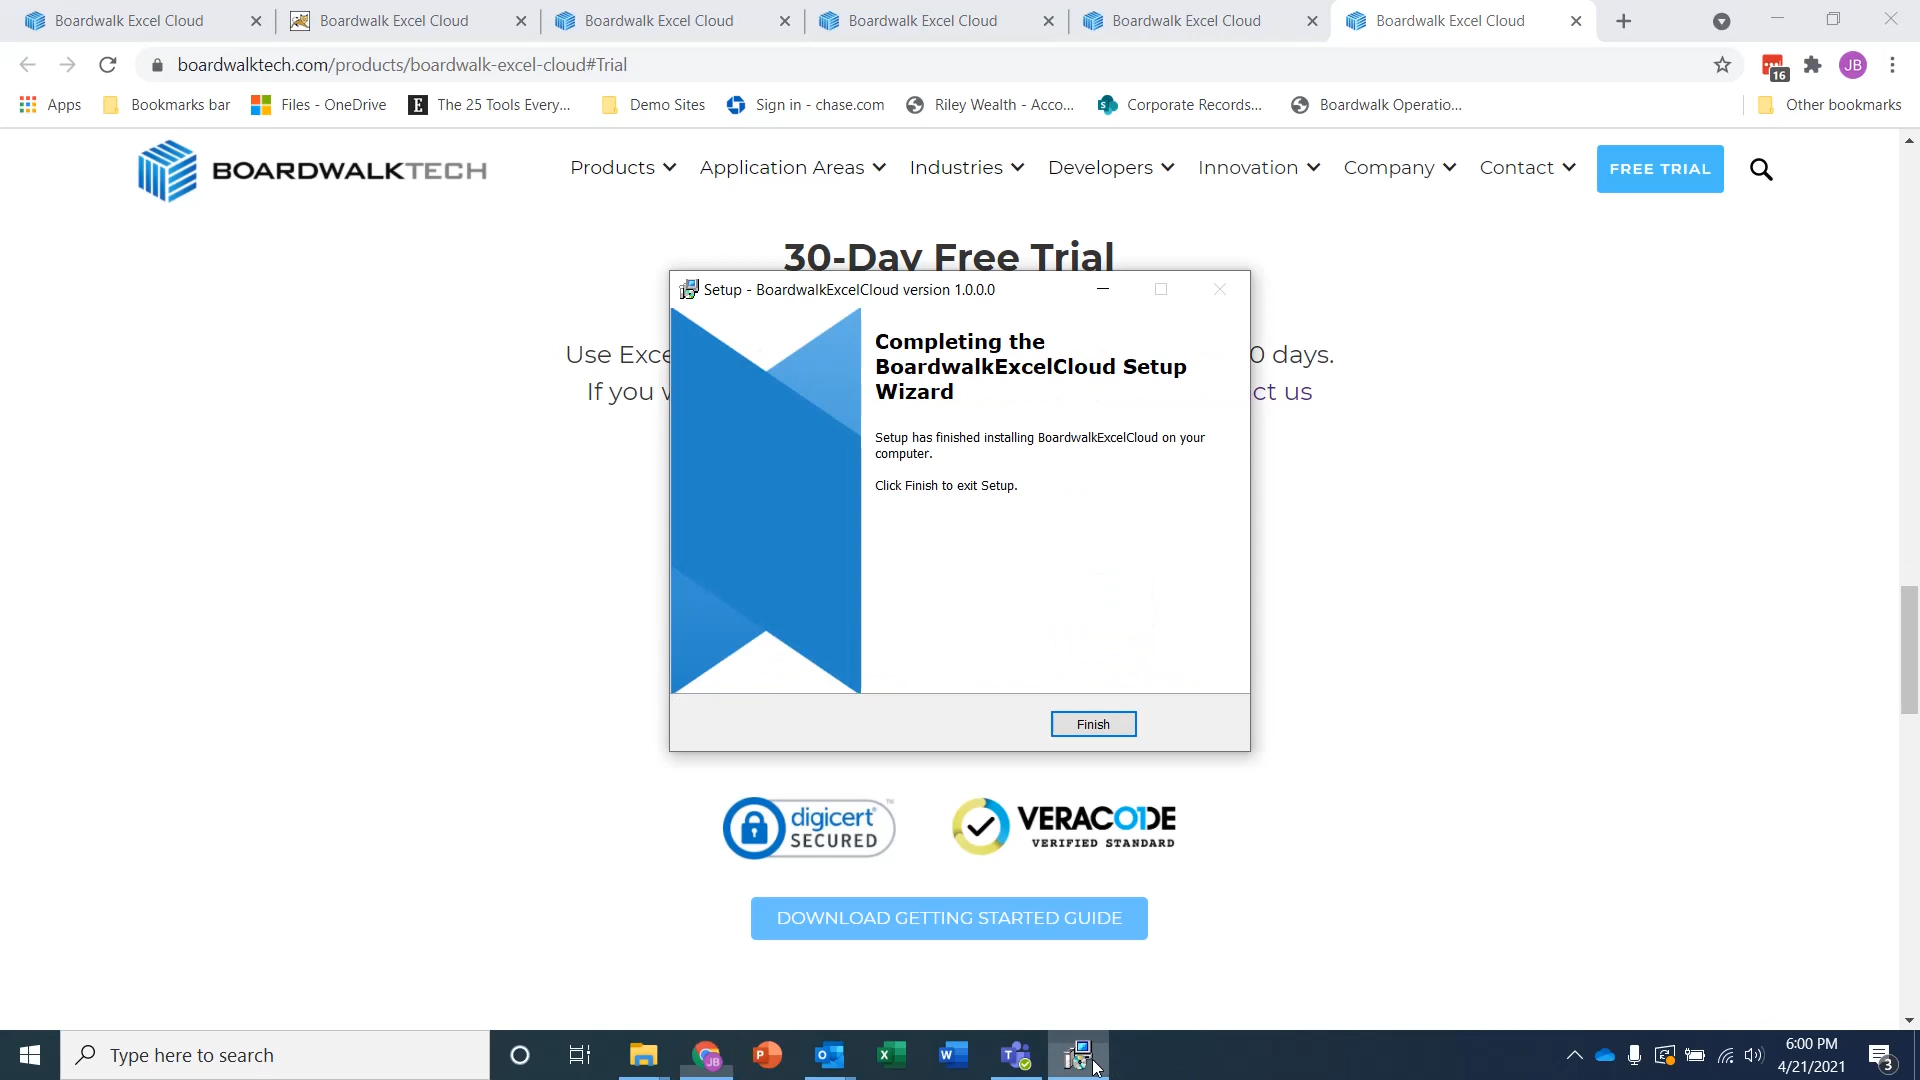 Boardwalk Excel Cloud
Boardwalk Excel Cloud
Boardwalk Excel Cloud
Boardwalk Excel Cloud
Boardwalk Excel Cloud
Boardwalk Excel Cloud
boardwalktech.com/products/boardwalk-excel-cloud#Trial
16
JB
Apps
Bookmarks bar
Files - OneDrive
E
The 25 Tools Every...
Demo Sites
Sign in - chase.com
Riley Wealth - Acco...
Corporate Records...
Boardwalk Operatio...
Other bookmarks
BOARDWALKTECH
Products
Application Areas
Industries
Developers
Innovation
Company
Contact
FREE TRIAL
30-Day Free Trial
Setup - BoardwalkExcelCloud version 1.0.0.0
Use Exce
0 days.
If you
ct us
Completing the
BoardwalkExcelCloud Setup
Wizard
Setup has finished installing BoardwalkExcelCloud on your
computer.
Click Finish to exit Setup.
Finish
digicert
SECURED
VERACODE
VERIFIED STANDARD
DOWNLOAD GETTING STARTED GUIDE
Type here to search
6:00 PM
4/21/2021
3